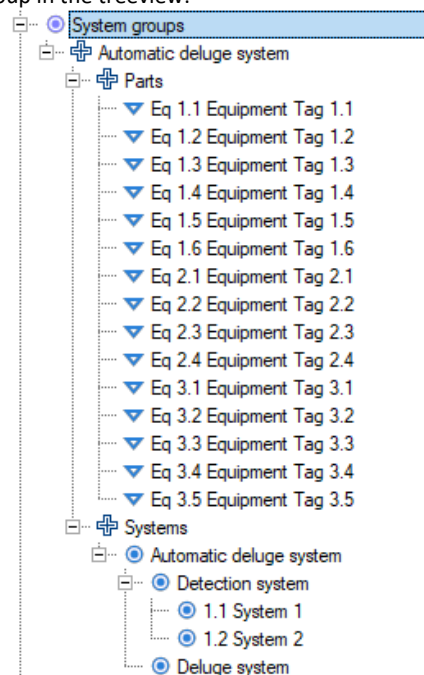 oup in the treeview.
System groups
Automatic deluge system
Parts
Eq 1.1 Equipment Tag 1.1
Eq 1.2 Equipment Tag 1.2
Eq 1.3 Equipment Tag 1.3
Eq 1.4 Equipment Tag 1.4
Eq 1.5 Equipment Tag 1.5
Eq 1.6 Equipment Tag 1.6
Eq 2.1 Equipment Tag 2.1
Eq 2.2 Equipment Tag 2.2
Eq 2.3 Equipment Tag 2.3
Eq 2.4 Equipment Tag 2.4
Eq 3.1 Equipment Tag 3.1
Eq 3.2 Equipment Tag 3.2
Eq 3.3 Equipment Tag 3.3
Eq 3.4 Equipment Tag 3.4
Eq 3.5 Equipment Tag 3.5
Systems
Automatic deluge system
Detection system
1.1 System 1
1.2 System 2
Deluge system